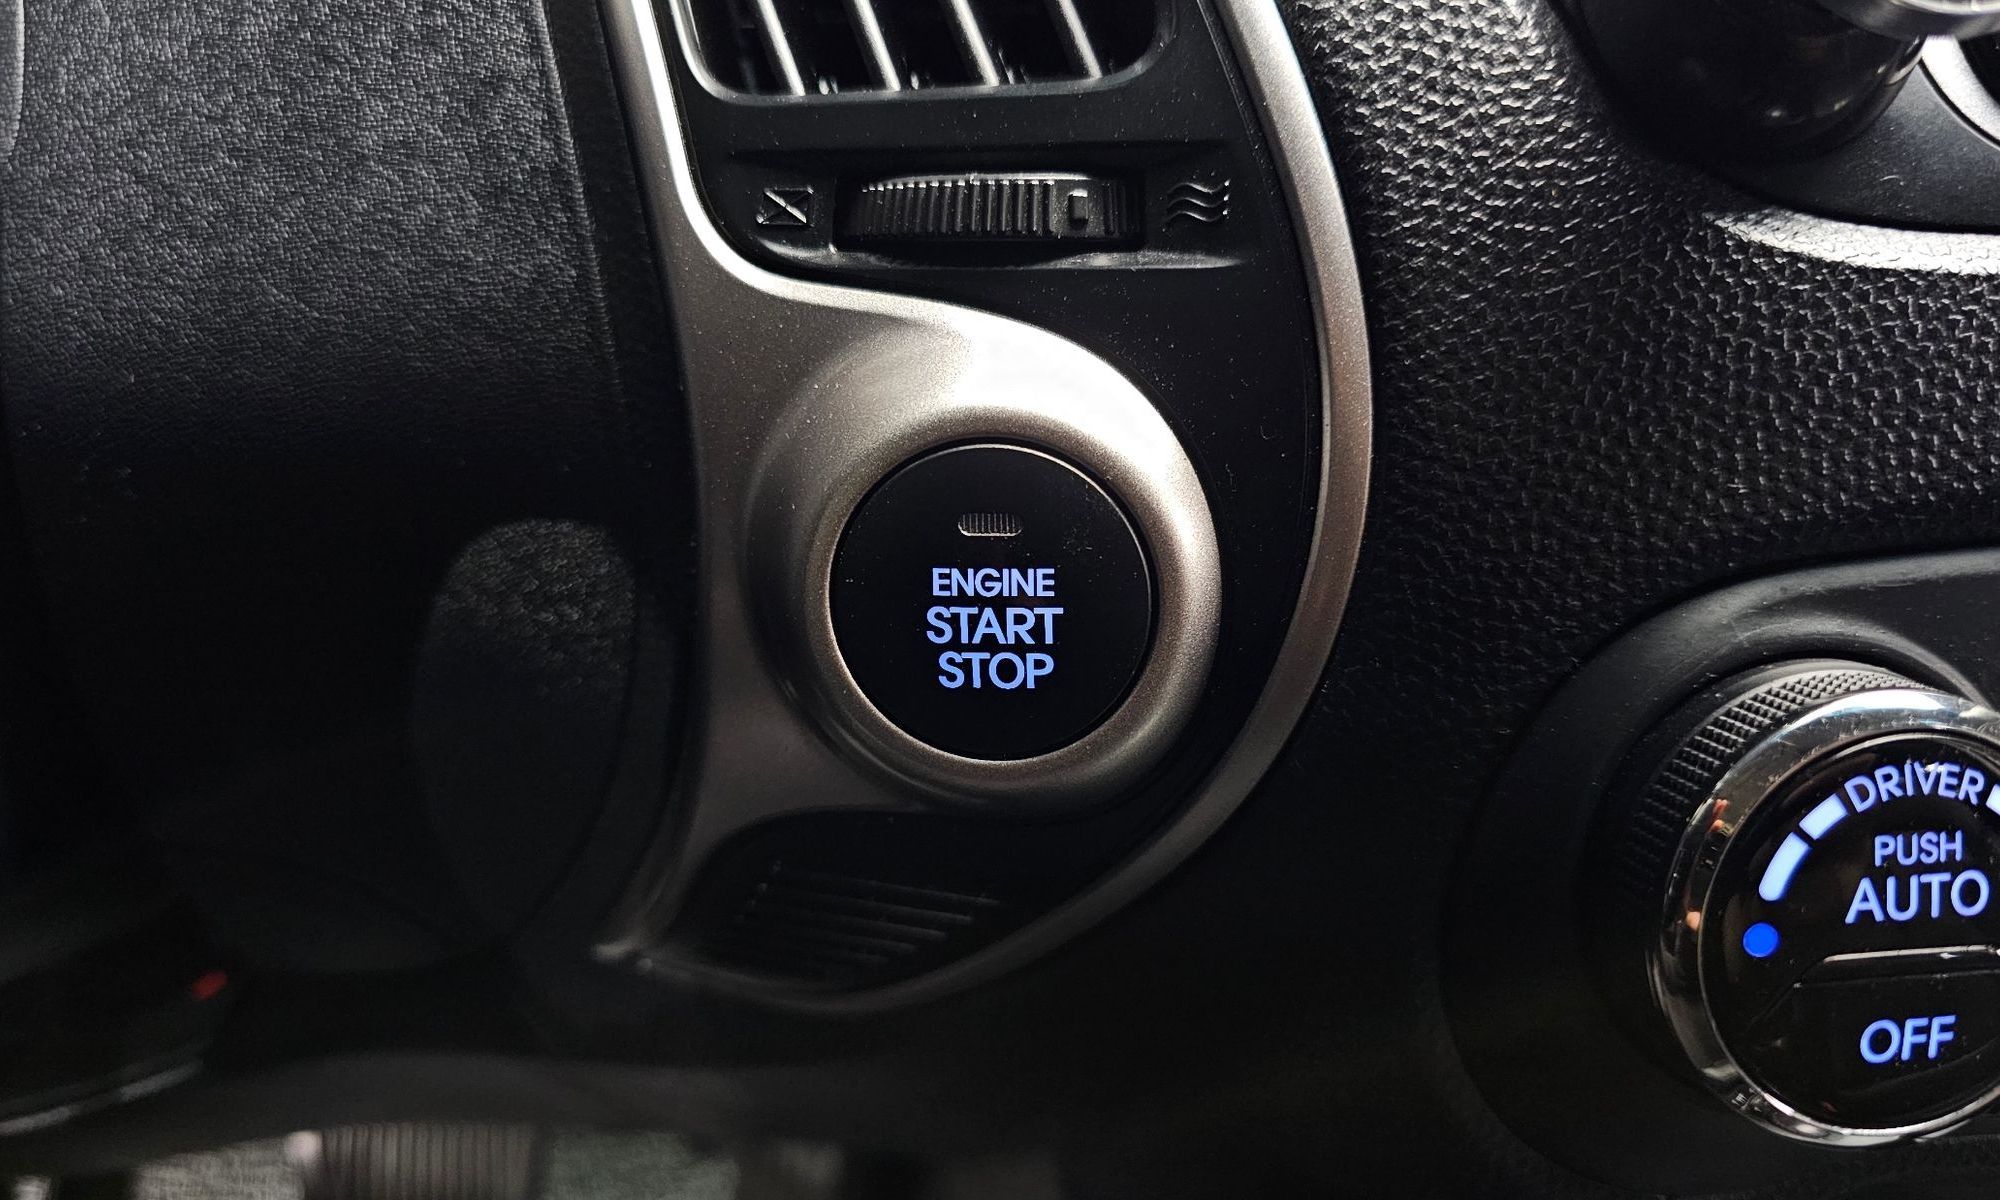 ENGINE
START
STOP
DRIVER
PUSH
AUTO
OFF